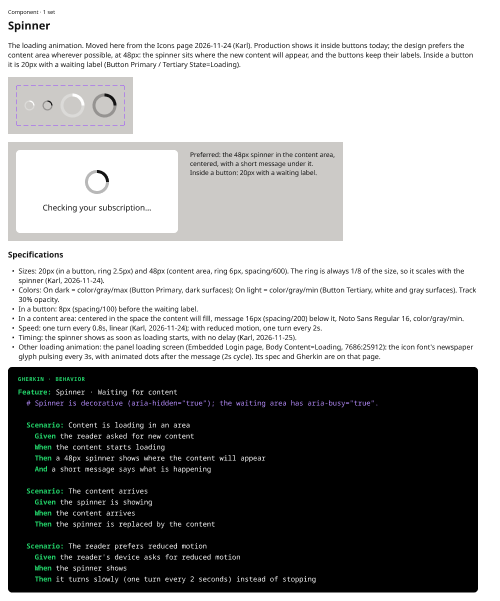 Component · 1 set
Spinner
The loading animation. Moved here from the Icons page 2026-11-24 (Karl). Production shows it inside buttons today; the design prefers the
content area wherever possible, at 48px: the spinner sits where the new content will appear, and the buttons keep their labels. Inside a button
it is 20px with a waiting label (Button Primary / Tertiary State=Loading).
Preferred: the 48px spinner in the content area,
centered, with a short message under it.
Inside a button: 20px with a waiting label.
Checking your subscription...
Specifications
• Sizes: 20px (in a button, ring 2.5px) and 48px (content area, ring 6px, spacing/600). The ring is always 1/8 of the size, so it scales with the
spinner (Karl, 2026-11-24).
• Colors: On dark = color/gray/max (Button Primary, dark surfaces); On light = color/gray/min (Button Tertiary, white and gray surfaces). Track
30% opacity.
• In a button: 8px (spacing/100) before the waiting label.
• In a content area: centered in the space the content will fill, message 16px (spacing/200) below it, Noto Sans Regular 16, color/gray/min.
• Speed: one turn every 0.8s, linear (Karl, 2026-11-24); with reduced motion, one turn every 2s.
• Timing: the spinner shows as soon as loading starts, with no delay (Karl, 2026-11-25).
• Other loading animation: the panel loading screen (Embedded Login page, Body Content=Loading, 7686:25912): the icon font's newspaper
glyph pulsing every 3s, with animated dots after the message (2s cycle). Its spec and Gherkin are on that page.
GHERKIN · BEHAVIOR
Feature: Spinner · Waiting for content
# Spinner is decorative (aria-hidden="true"); the waiting area has aria-busy="true".
Scenario: Content is loading in an area
Given the reader asked for new content
When the content starts loading
Then a 48px spinner shows where the content will appear
And a short message says what is happening
Scenario: The content arrives
Given the spinner is showing
When the content arrives
Then the spinner is replaced by the content
Scenario: The reader prefers reduced motion
Given the reader's device asks for reduced motion
When the spinner shows
Then it turns slowly (one turn every 2 seconds) instead of stopping